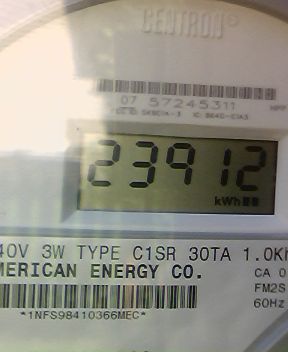 CENTRON®
07 57245311
23912
kWh
40V 3W TYPE C1SR 30TA 1.0Kh
MERICAN ENERGY CO.
CA 0
FM2S
60Hz
*1NFS98410366MEC*